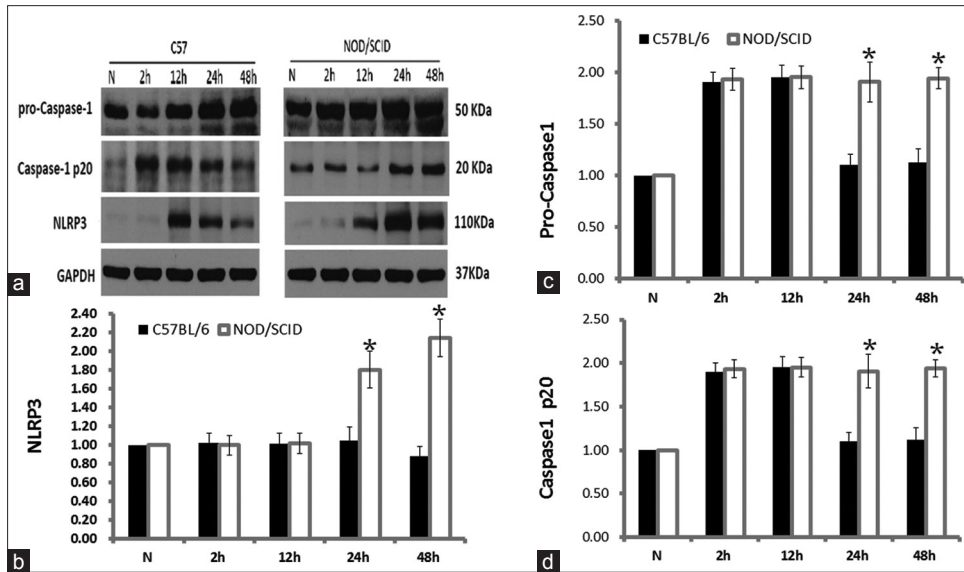 C57
NOD/SCID
N 2h 12h 24h 48h
N 2h 12h 24h 48h
pro-Caspase-1
50 KDa
Caspase-1 p20
20 KDa
NLRP3
110KDa
GAPDH
37KDa
a
C57BL/6 NOD/SCID
NLRP3
2.40
2.20
2.00
1.80
1.60
1.40
1.20
1.00
0.80
0.60
0.40
0.20
0.00
* *
N 2h 12h 24h 48h
b
C57BL/6 NOD/SCID
Pro-Caspase1
2.50
2.00
1.50
1.00
0.50
0.00
* *
N 2h 12h 24h 48h
c
Caspase1 p20
2.50
2.00
1.50
1.00
0.50
0.00
* *
N 2h 12h 24h 48h
d